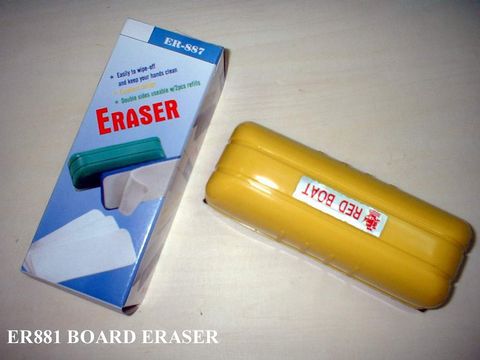 ER-887
Easily to wipe-off
and keep your hands clean
Double sides useable w/2pcs refills
ERASER
RED BOAT
ER881 BOARD ERASER